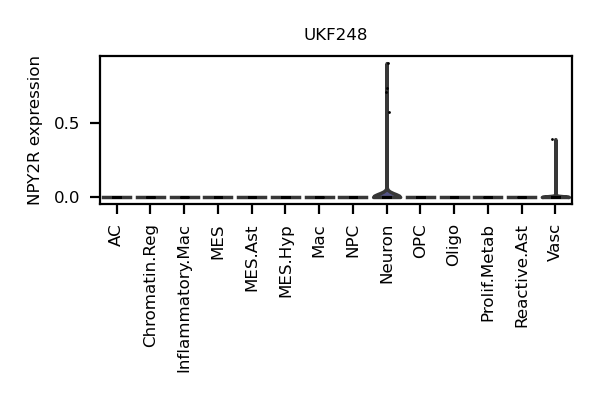 UKF248
NPY2R expression
0.5
0.0
AC
Chromatin.Reg
Inflammatory.Mac
MES
MES.Ast
MES.Hyp
Mac
NPC
Neuron
OPC
Oligo
Prolif.Metab
Reactive.Ast
Vasc